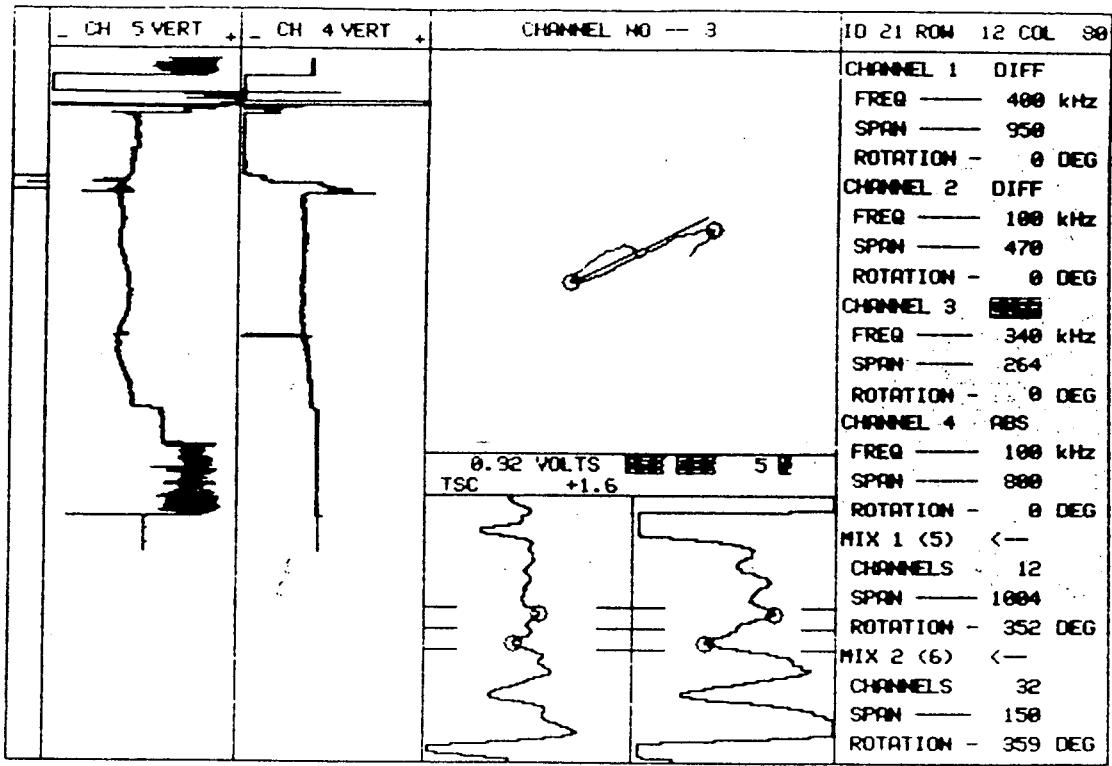 _ CH 5 VERT +
_ CH 4 VERT +
CHANNEL NO -- 3
ID 21 ROW 12 COL 90
CHANNEL 1 DIFF
FREQ —— 400 kHz
SPAN —— 950
ROTATION - 0 DEG
CHANNEL 2 DIFF
FREQ —— 100 kHz
SPAN —— 470
ROTATION - 0 DEG
CHANNEL 3
FREQ —— 340 kHz
SPAN —— 264
ROTATION - 0 DEG
CHANNEL 4 ABS
FREQ —— 100 kHz
SPAN —— 800
ROTATION - 0 DEG
MIX 1 (5) <--
CHANNELS 12
SPAN —— 1004
ROTATION - 352 DEG
MIX 2 (6) <--
CHANNELS 32
SPAN —— 150
ROTATION - 359 DEG
0.92 VOLTS 5
TSC +1.6